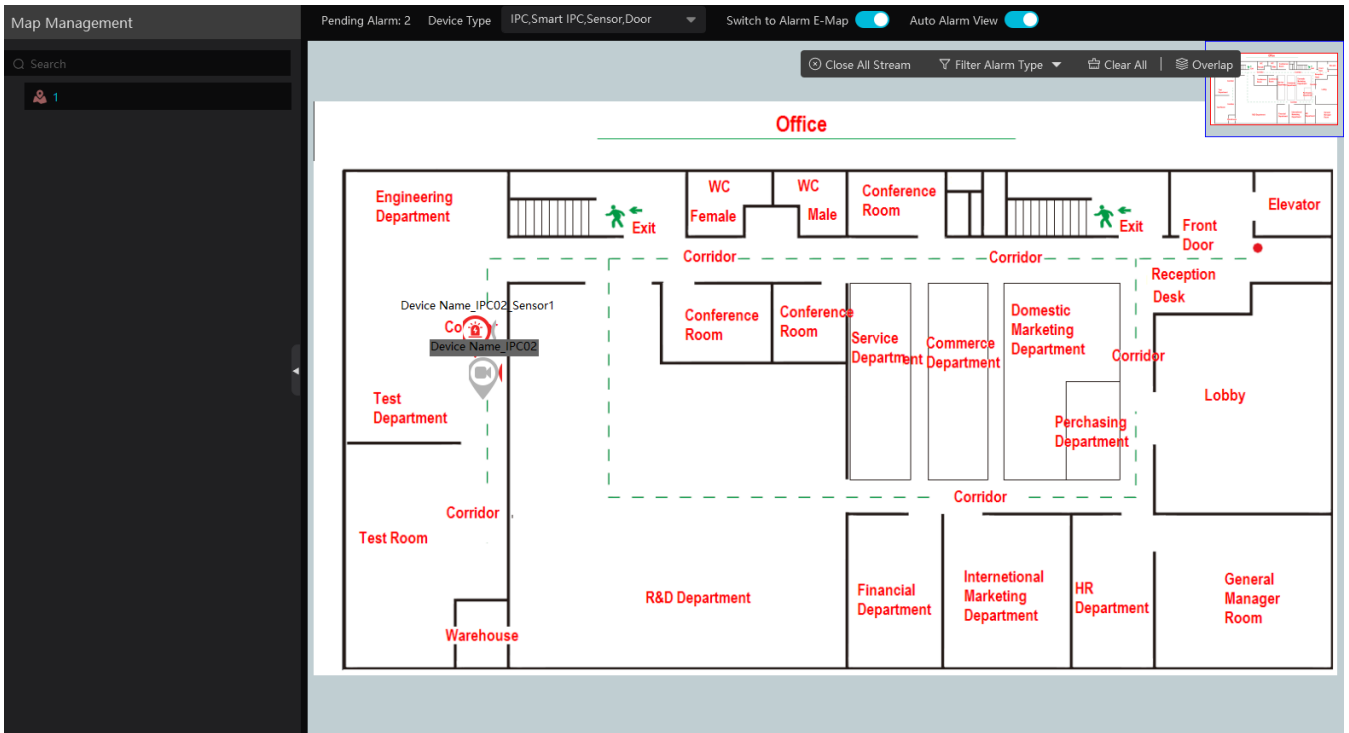 Map Management
Pending Alarm: 2 Device Type IPC,Smart IPC,Sensor,Door Switch to Alarm E-Map Auto Alarm View
Search
1
Close All Stream Filter Alarm Type Clear All Overlap
Office
Engineering
Department
Exit
WC
Female
WC
Male
Conference
Room
Exit
Front
Door
Elevator
Corridor
Corridor
Reception
Desk
Device Name_IPC02_Sensor1
Device Name_IPC02
Conference
Room
Conference
Room
Service
Department
Commerce
Department
Domestic
Marketing
Department
Corridor
Lobby
Test
Department
Perchasing
Department
Corridor
Corridor
Test Room
R&D Department
Warehouse
Financial
Department
Internetional
Marketing
Department
HR
Department
General
Manager
Room